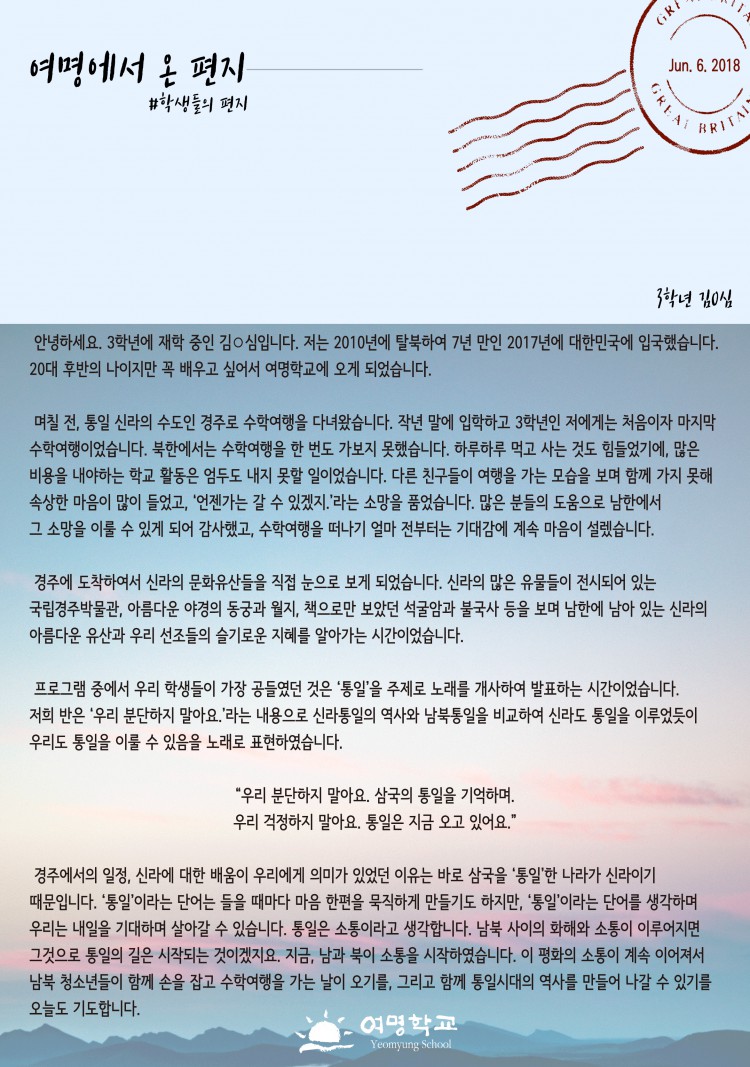 여명에서 온 편지
#학생들의 편지
GREAT BRITAI
Jun. 6. 2018
GREAT BRITAIN
3학년 김O심
안녕하세요. 3학년에 재학 중인 김○심입니다. 저는 2010년에 탈북하여 7년 만인 2017년에 대한민국에 입국했습니다.
20대 후반의 나이지만 꼭 배우고 싶어서 여명학교에 오게 되었습니다.
며칠 전, 통일 신라의 수도인 경주로 수학여행을 다녀왔습니다. 작년 말에 입학하고 3학년인 저에게는 처음이자 마지막
수학여행이었습니다. 북한에서는 수학여행을 한 번도 가보지 못했습니다. 하루하루 먹고 사는 것도 힘들었기에, 많은
비용을 내야하는 학교 활동은 엄두도 내지 못할 일이었습니다. 다른 친구들이 여행을 가는 모습을 보며 함께 가지 못해
속상한 마음이 많이 들었고, ‘언젠가는 갈 수 있겠지.’라는 소망을 품었습니다. 많은 분들의 도움으로 남한에서
그 소망을 이룰 수 있게 되어 감사했고, 수학여행을 떠나기 얼마 전부터는 기대감에 계속 마음이 설렜습니다.
경주에 도착하여서 신라의 문화유산들을 직접 눈으로 보게 되었습니다. 신라의 많은 유물들이 전시되어 있는
국립경주박물관, 아름다운 야경의 동궁과 월지, 책으로만 보았던 석굴암과 불국사 등을 보며 남한에 남아 있는 신라의
아름다운 유산과 우리 선조들의 슬기로운 지혜를 알아가는 시간이었습니다.
프로그램 중에서 우리 학생들이 가장 공들였던 것은 ‘통일’을 주제로 노래를 개사하여 발표하는 시간이었습니다.
저희 반은 ‘우리 분단하지 말아요.’라는 내용으로 신라통일의 역사와 남북통일을 비교하여 신라도 통일을 이루었듯이
우리도 통일을 이룰 수 있음을 노래로 표현하였습니다.
“우리 분단하지 말아요. 삼국의 통일을 기억하며.
우리 걱정하지 말아요. 통일은 지금 오고 있어요.”
경주에서의 일정, 신라에 대한 배움이 우리에게 의미가 있었던 이유는 바로 삼국을 ‘통일’한 나라가 신라이기
때문입니다. ‘통일’이라는 단어는 들을 때마다 마음 한편을 묵직하게 만들기도 하지만, ‘통일’이라는 단어를 생각하며
우리는 내일을 기대하며 살아갈 수 있습니다. 통일은 소통이라고 생각합니다. 남북 사이의 화해와 소통이 이루어지면
그것으로 통일의 길은 시작되는 것이겠지요. 지금, 남과 북이 소통을 시작하였습니다. 이 평화의 소통이 계속 이어져서
남북 청소년들이 함께 손을 잡고 수학여행을 가는 날이 오기를, 그리고 함께 통일시대의 역사를 만들어 나갈 수 있기를
오늘도 기도합니다.
여명학교
Yeomyung School